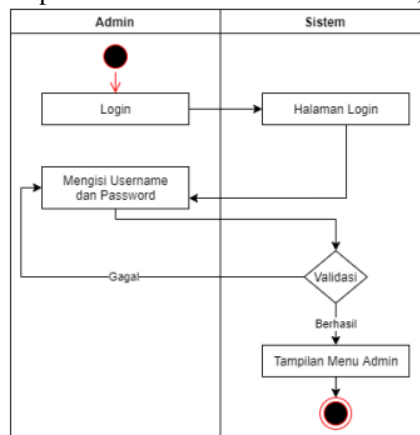 Admin
Sistem
Login
Halaman Login
Mengisi Username
dan Password
Gagal
Validasi
Berhasil
Tampilan Menu Admin